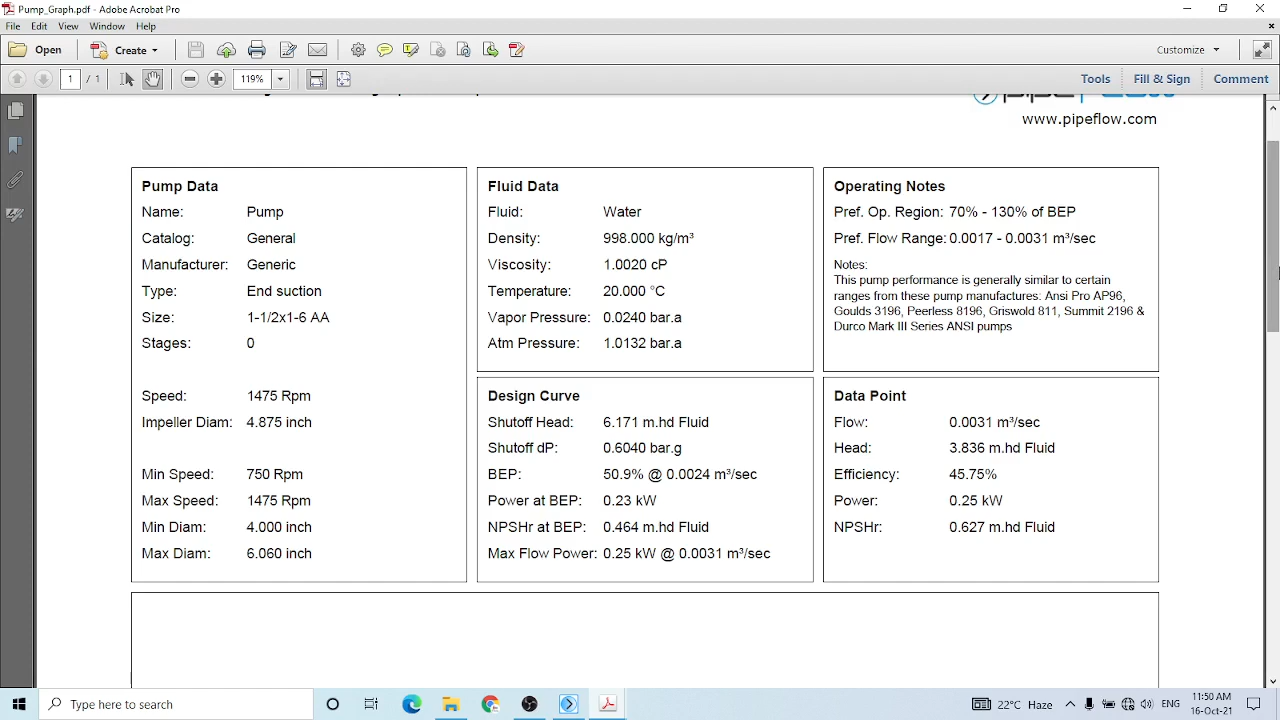 Pump_Graph.pdf - Adobe Acrobat Pro
File Edit View Window Help
Open Create Customize
1 / 1 119% Tools Fill & Sign Comment
www.pipeflow.com
Pump Data
Name: Pump
Catalog: General
Manufacturer: Generic
Type: End suction
Size: 1-1/2x1-6 AA
Stages: 0
Speed: 1475 Rpm
Impeller Diam: 4.875 inch
Min Speed: 750 Rpm
Max Speed: 1475 Rpm
Min Diam: 4.000 inch
Max Diam: 6.060 inch
Fluid Data
Fluid: Water
Density: 998.000 kg/m³
Viscosity: 1.0020 cP
Temperature: 20.000 °C
Vapor Pressure: 0.0240 bar.a
Atm Pressure: 1.0132 bar.a
Design Curve
Shutoff Head: 6.171 m.hd Fluid
Shutoff dP: 0.6040 bar.g
BEP: 50.9% @ 0.0024 m³/sec
Power at BEP: 0.23 kW
NPSHr at BEP: 0.464 m.hd Fluid
Max Flow Power: 0.25 kW @ 0.0031 m³/sec
Operating Notes
Pref. Op. Region: 70% - 130% of BEP
Pref. Flow Range: 0.0017 - 0.0031 m³/sec
Notes:
This pump performance is generally similar to certain
ranges from these pump manufactures: Ansi Pro AP96,
Goulds 3196, Peerless 8196, Griswold 811, Summit 2196 &
Durco Mark III Series ANSI pumps
Data Point
Flow: 0.0031 m³/sec
Head: 3.836 m.hd Fluid
Efficiency: 45.75%
Power: 0.25 kW
NPSHr: 0.627 m.hd Fluid
Type here to search
22°C Haze
ENG
11:50 AM
16-Oct-21